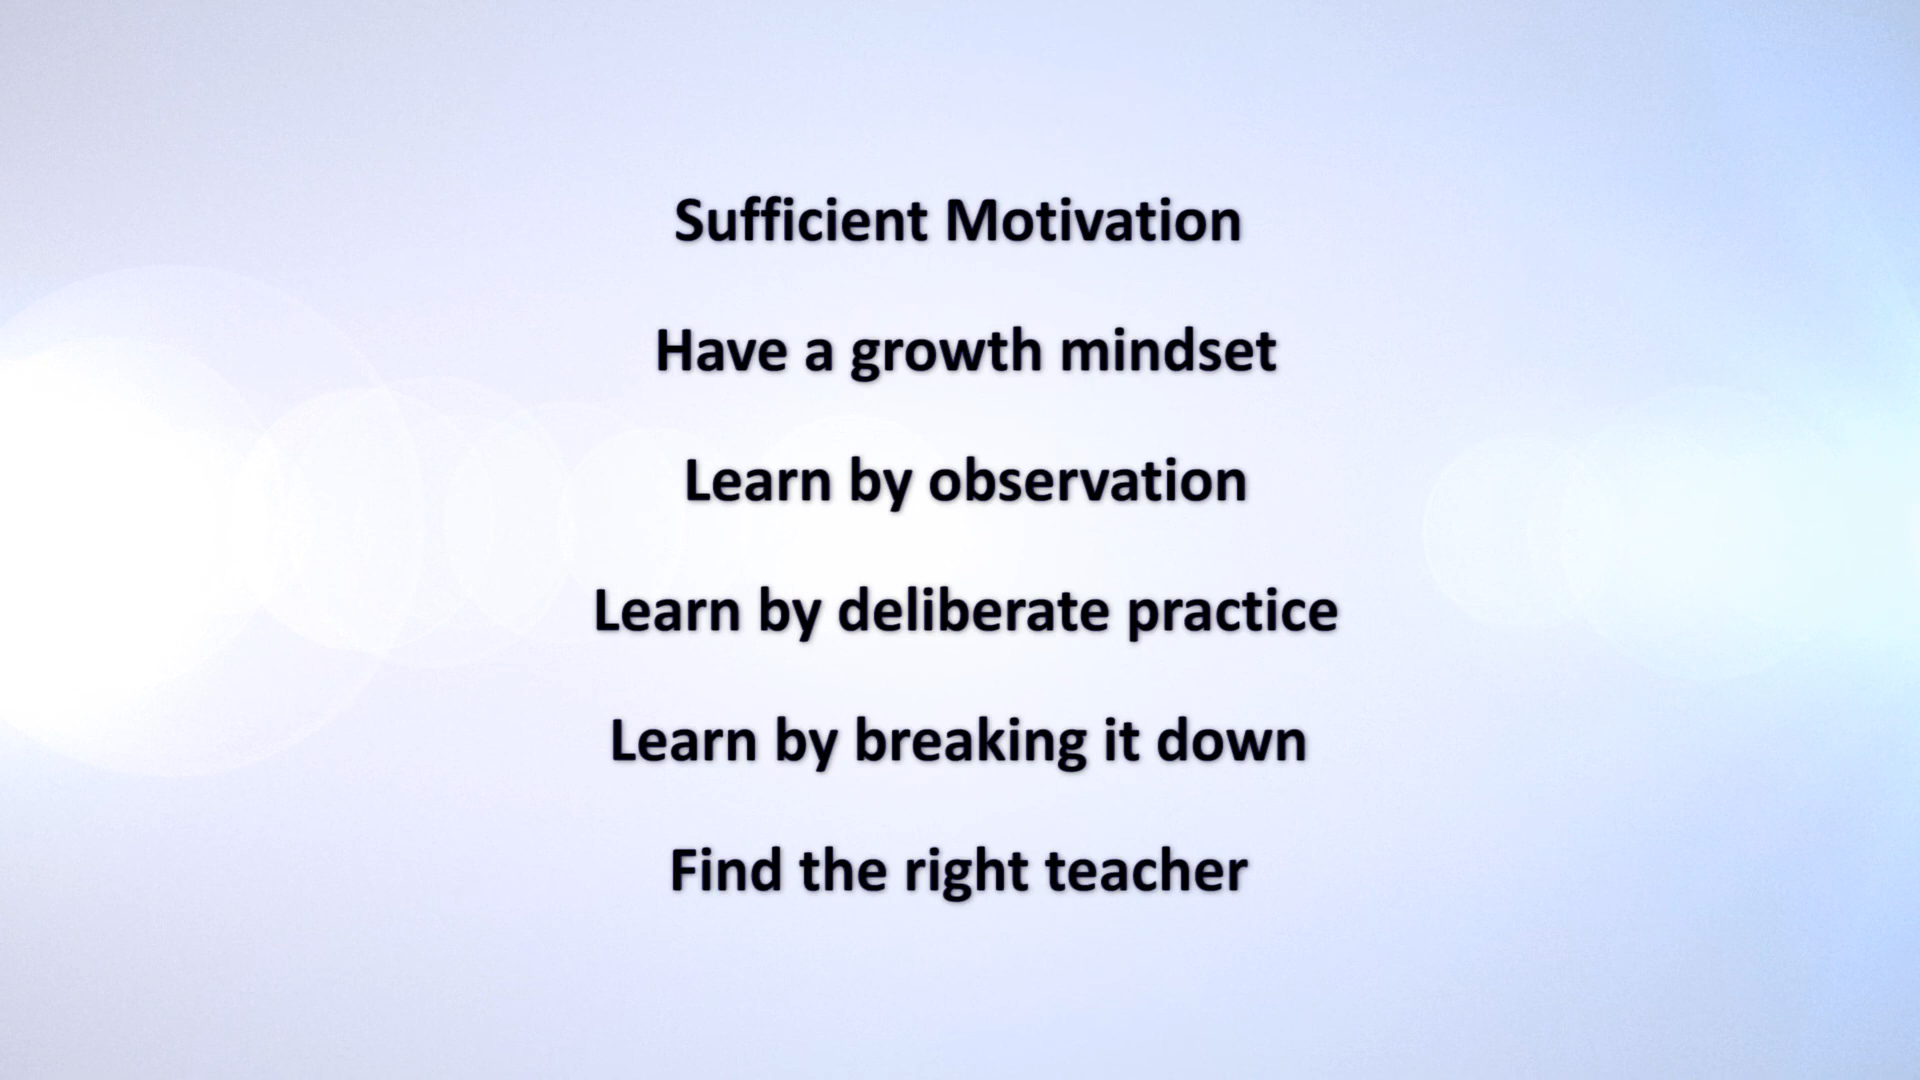 Sufficient Motivation
Have a growth mindset
Learn by observation
Learn by deliberate practice
Learn by breaking it down
Find the right teacher